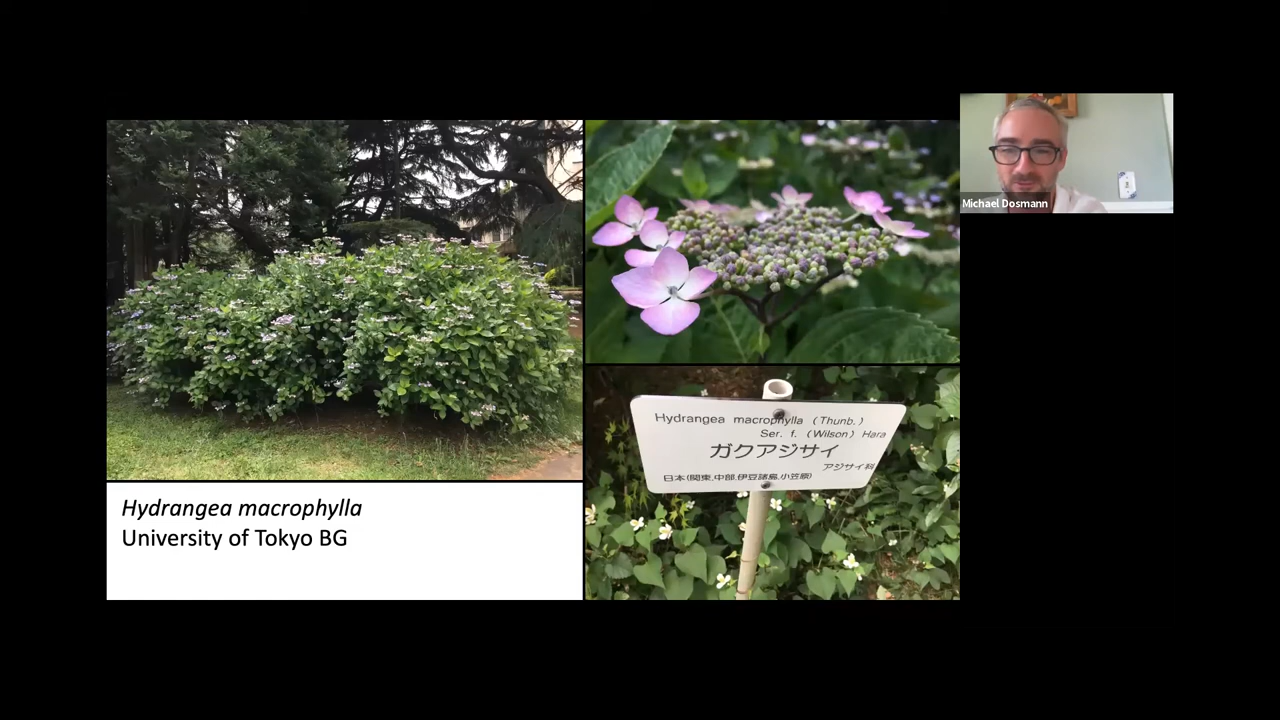 Michael Dosmann
Hydrangea macrophylla (Thunb.)
Ser. f. (Wilson) Hara
ガクアジサイ
アジサイ科
日本(関東,中部,伊豆諸島,小笠原)
Hydrangea macrophylla
University of Tokyo BG